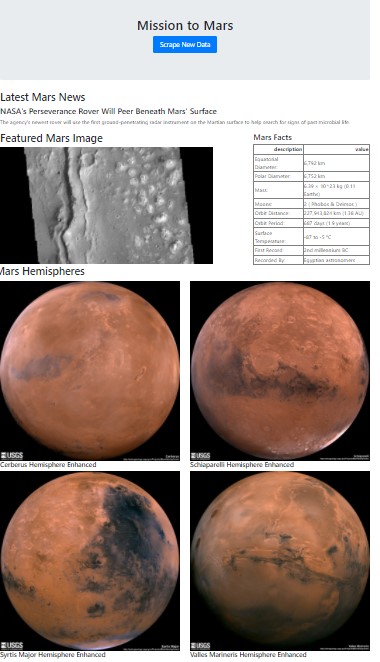 Mission to Mars
Scrape New Data
Latest Mars News
NASA's Perseverance Rover Will Peer Beneath Mars' Surface
The agency's newest rover will use the first ground-penetrating radar instrument on the Martian surface to help search for signs of past microbial life.
Featured Mars Image
Mars Facts
description value
Equatorial Diameter: 6,792 km
Polar Diameter: 6,752 km
Mass: 6.39 × 10^23 kg (0.11 Earths)
Moons: 2 ( Phobos & Deimos )
Orbit Distance: 227,943,824 km (1.38 AU)
Orbit Period: 687 days (1.9 years)
Surface Temperature: -87 to -5 °C
First Record: 2nd millennium BC
Recorded By: Egyptian astronomers
Mars Hemispheres
USGS
Cerberus
USGS
Schiaparelli
Cerberus Hemisphere Enhanced
Schiaparelli Hemisphere Enhanced
USGS
Syrtis Major
USGS
Valles Marineris
Syrtis Major Hemisphere Enhanced
Valles Marineris Hemisphere Enhanced